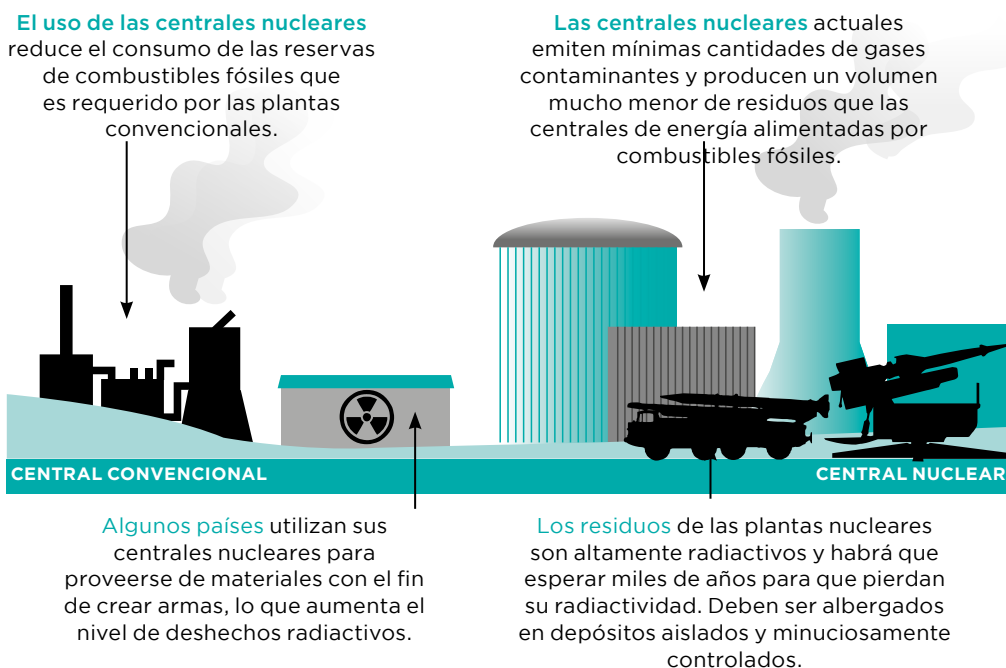 El uso de las centrales nucleares
reduce el consumo de las reservas
de combustibles fósiles que
es requerido por las plantas
convencionales.
Las centrales nucleares actuales
emiten mínimas cantidades de gases
contaminantes y producen un volumen
mucho menor de residuos que las
centrales de energía alimentadas por
combustibles fósiles.
CENTRAL CONVENCIONAL
CENTRAL NUCLEAR
Algunos países utilizan sus
centrales nucleares para
proveerse de materiales con el fin
de crear armas, lo que aumenta el
nivel de deshechos radiactivos.
Los residuos de las plantas nucleares
son altamente radiactivos y habrá que
esperar miles de años para que pierdan
su radiactividad. Deben ser albergados
en depósitos aislados y minuciosamente
controlados.